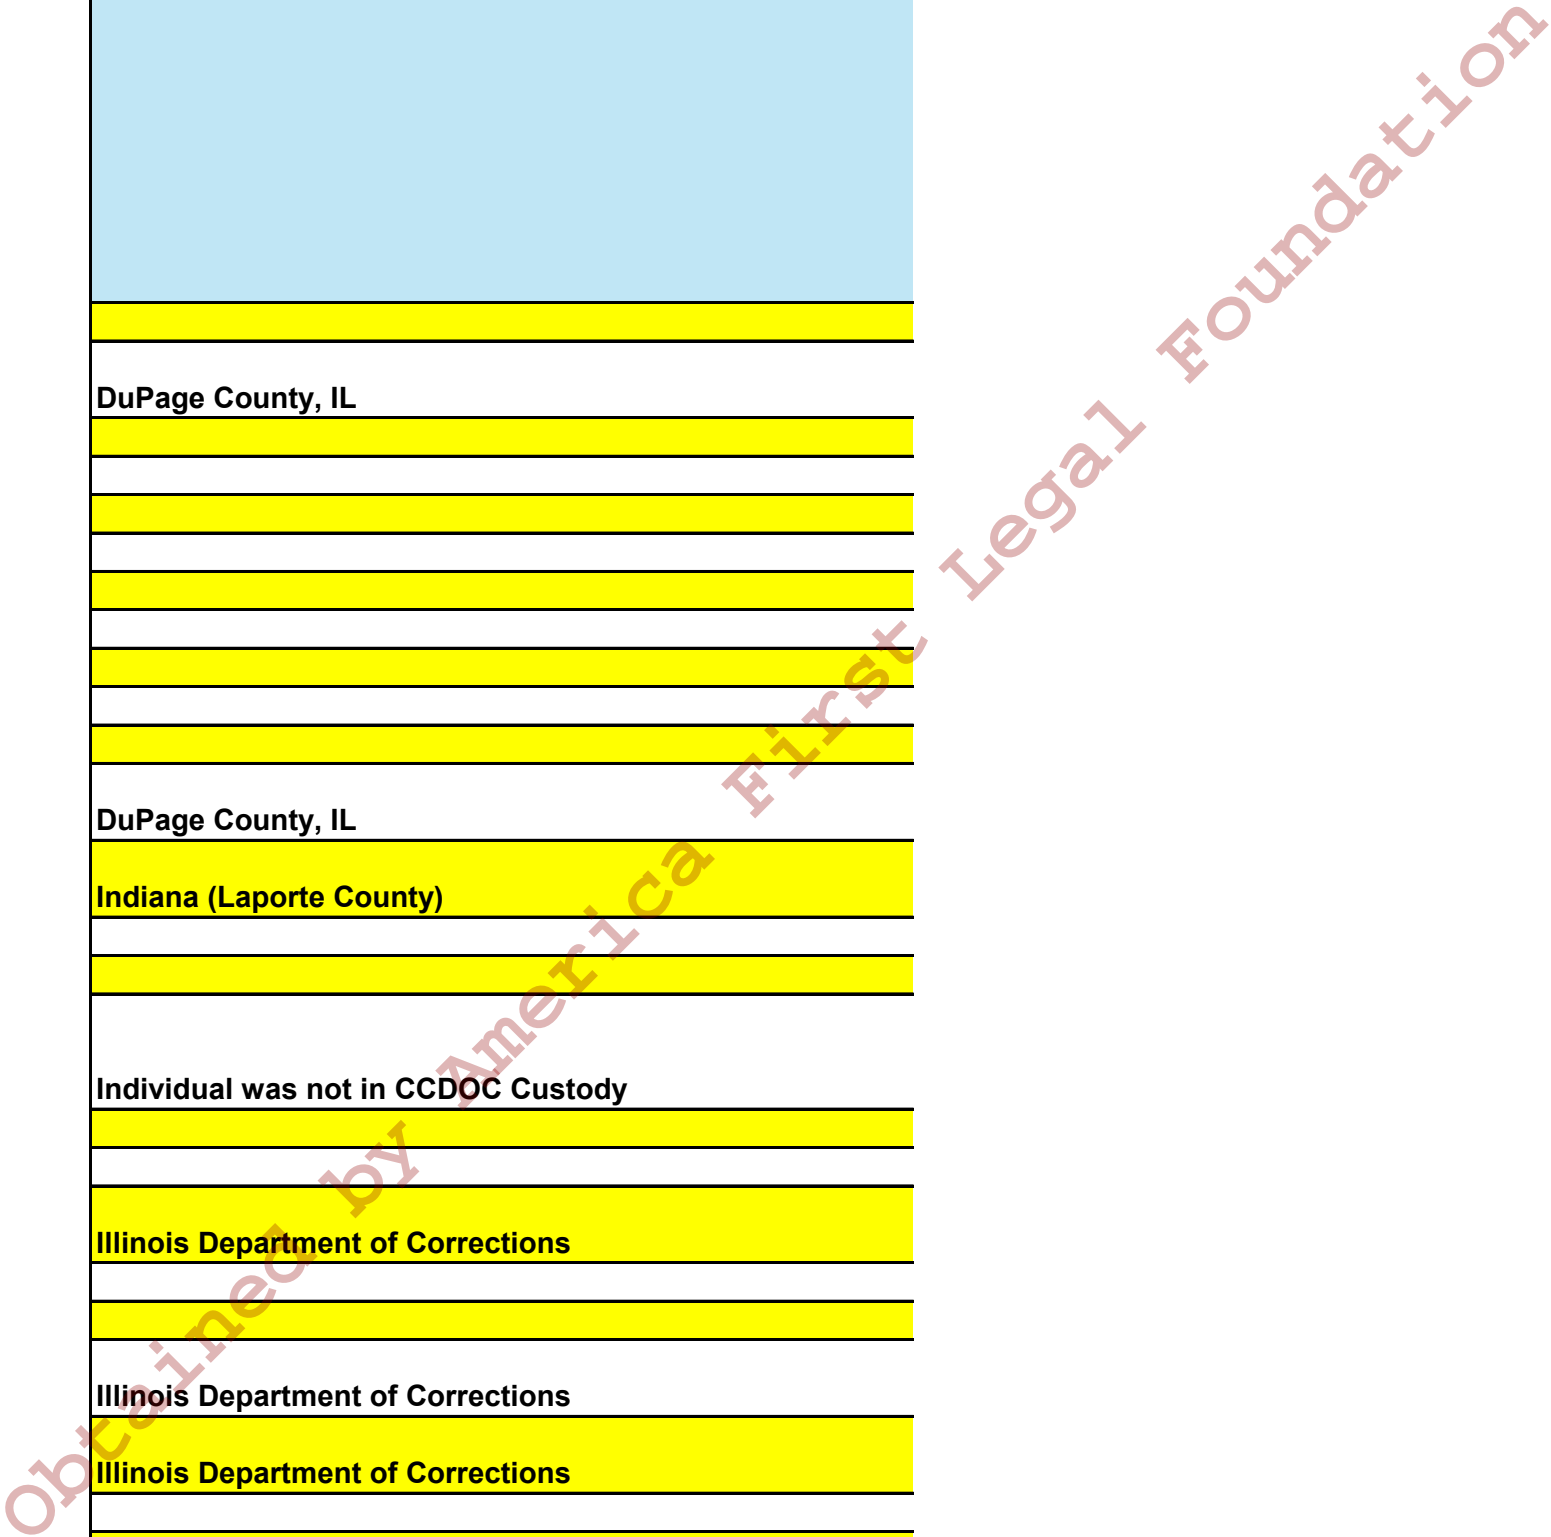 DuPage County, IL
DuPage County, IL
Indiana (Laporte County)
Individual was not in CCDOC Custody
Illinois Department of Corrections
Illinois Department of Corrections
Illinois Department of Corrections
Obtained by America First Legal Foundation